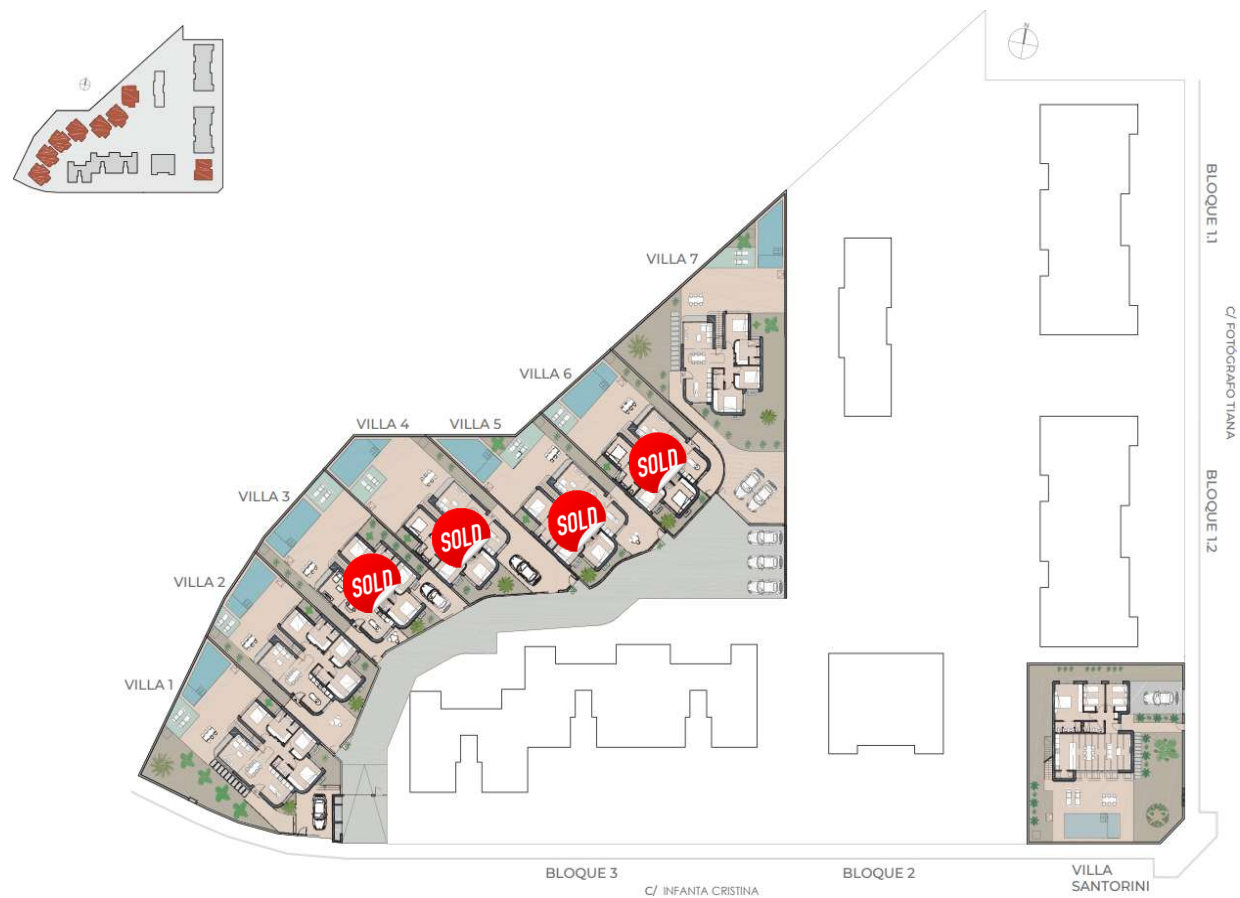 N
VILLA 7
BLOQUE 1.1
C/ FOTÓGRAFO TIANA
VILLA 6
VILLA 4
VILLA 5
SOLD
VILLA 3
SOLD
SOLD
BLOQUE 1.2
VILLA 2
SOLD
VILLA 1
BLOQUE 3
BLOQUE 2
VILLA
SANTORINI
C/ INFANTA CRISTINA